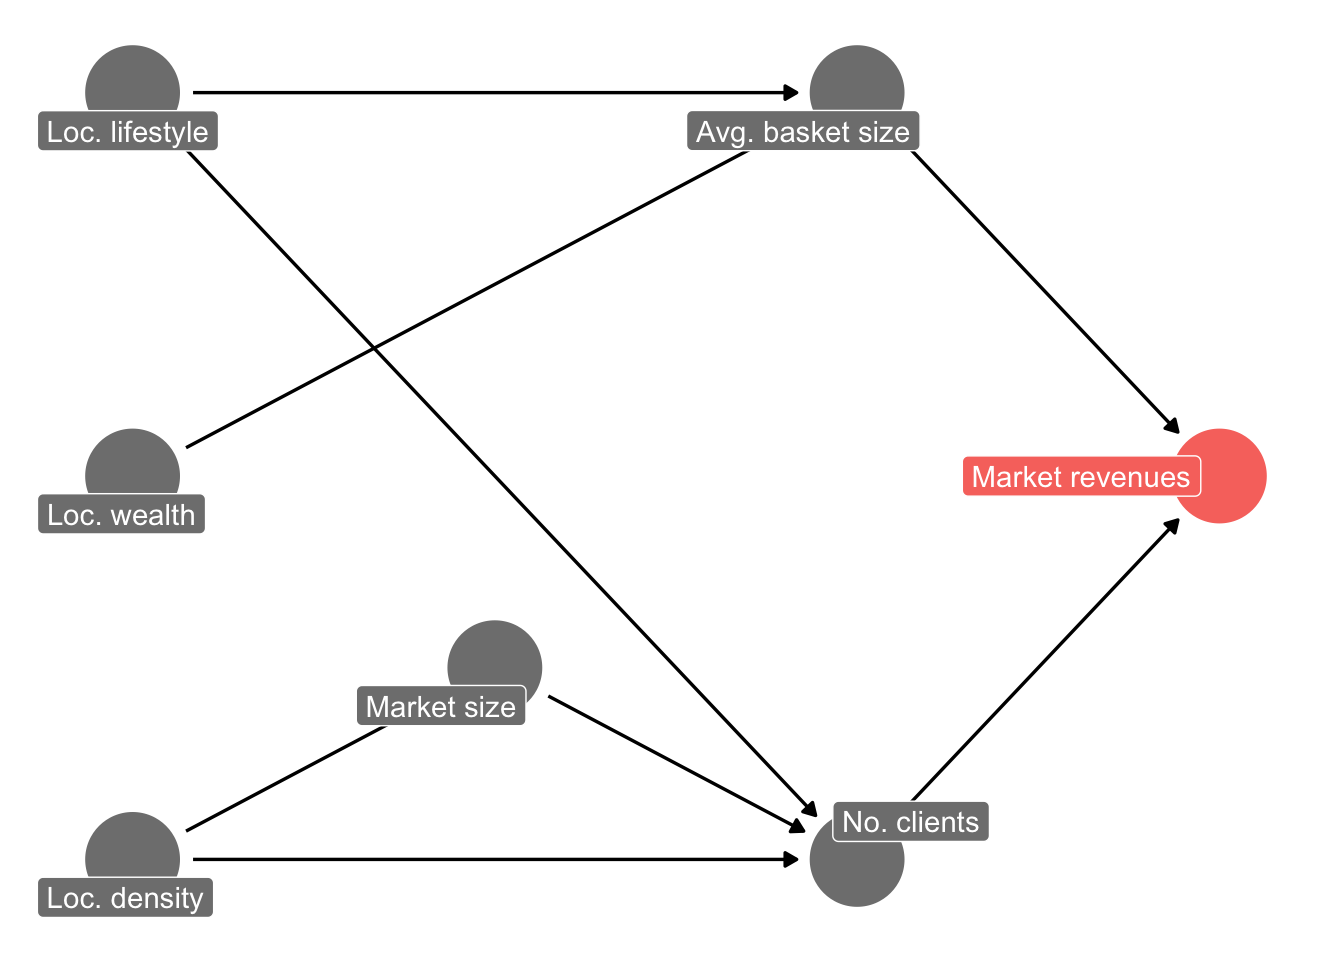 Loc. lifestyle
Avg. basket size
Market revenues
Loc. wealth
Market size
No. clients
Loc. density